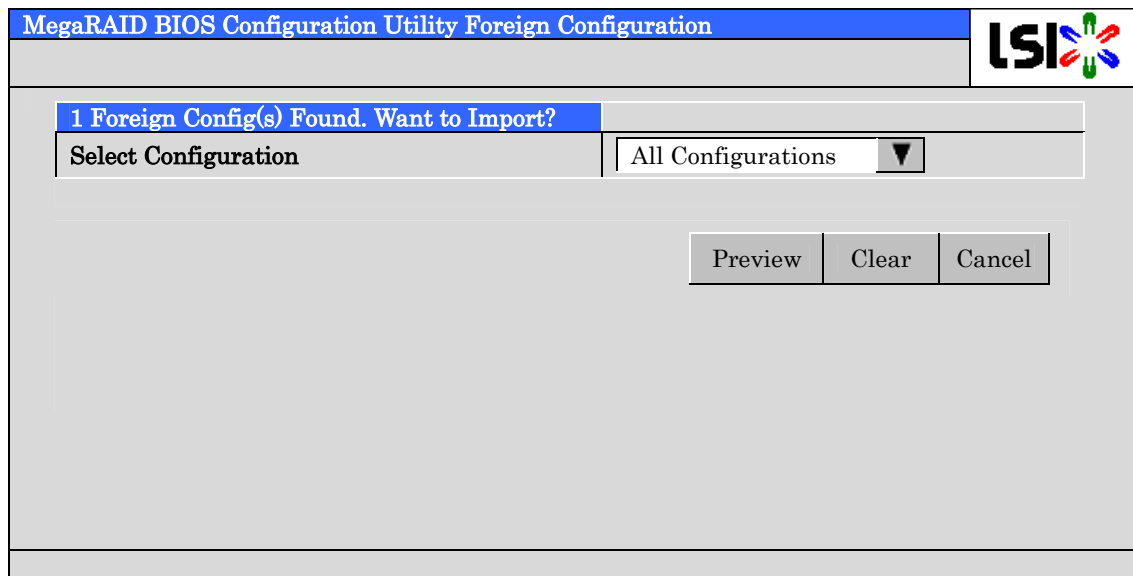 MegaRAID BIOS Configuration Utility Foreign Configuration
LSI
1 Foreign Config(s) Found. Want to Import?
Select Configuration All Configurations
Preview Clear Cancel